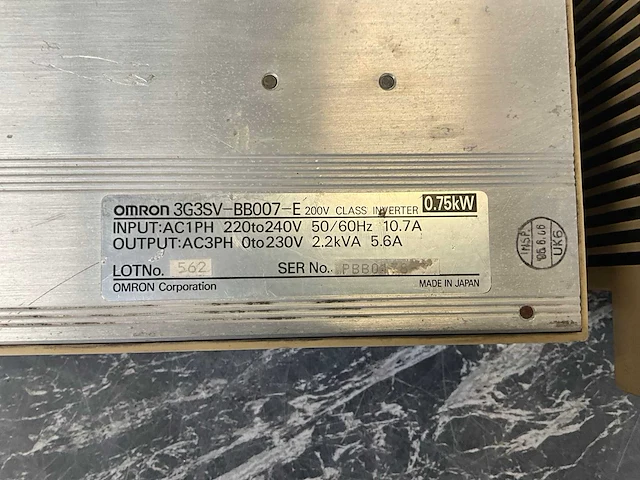 omron 3G3SV-BB007-E 200V CLASS INVERTER 0.75kW
INPUT:AC1PH 220to240V 50/60Hz 10.7A
OUTPUT:AC3PH 0to230V 2.2kVA 5.6A
LOTNo. 562 SER No.
OMRON Corporation MADE IN JAPAN
INSP.
UK6